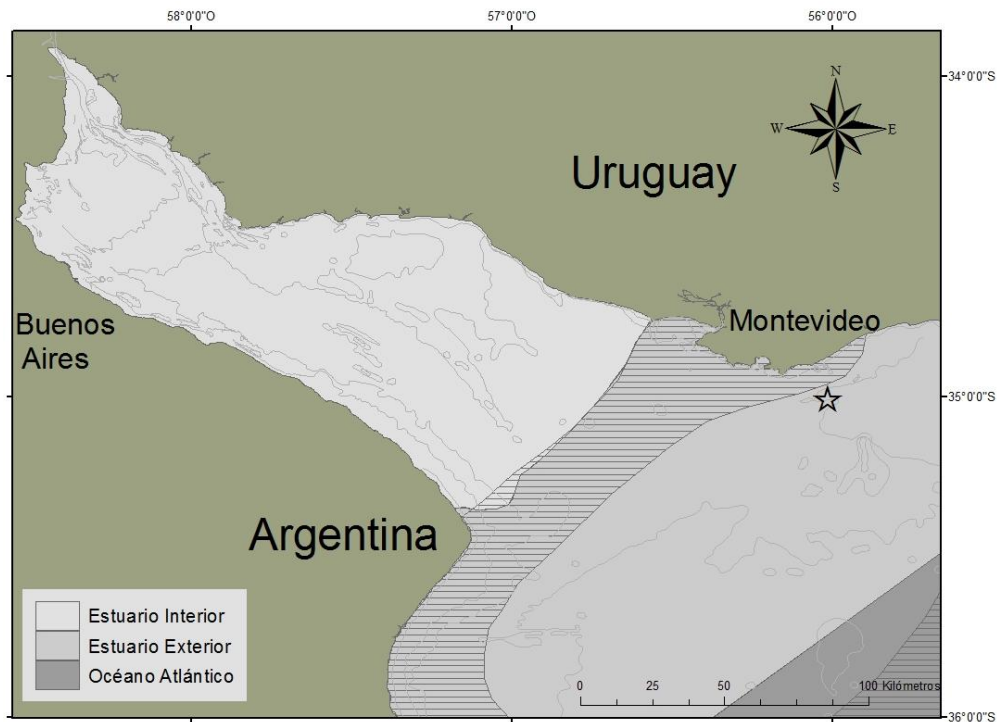 58°0'0"O
57°0'0"O
56°0'0"O
34°0'0"S
N
W
E
S
Uruguay
Buenos
Aires
Montevideo
35°0'0"S
Argentina
Estuario Interior
Estuario Exterior
Océano Atlántico
0
25
50
100 Kilómetros
36°0'0"S